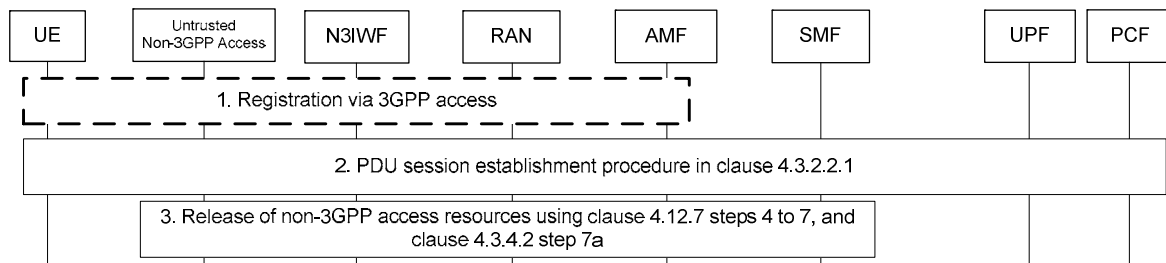 UE
Untrusted
Non-3GPP Access
N3IWF
RAN
AMF
SMF
UPF
PCF
1. Registration via 3GPP access
2. PDU session establishment procedure in clause 4.3.2.2.1
3. Release of non-3GPP access resources using clause 4.12.7 steps 4 to 7, and
clause 4.3.4.2 step 7a